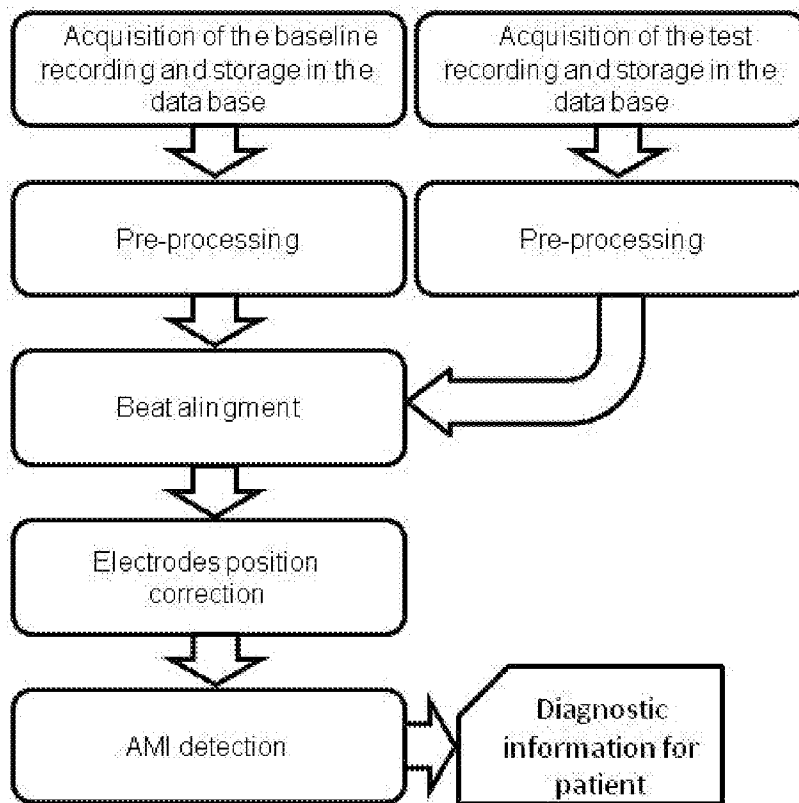 Acquisition of the baseline
recording and storage in the
data base
Acquisition of the test
recording and storage in the
data base
Pre-processing
Pre-processing
Beat alingment
Electrodes position
correction
AMI detection
Diagnostic
information for
patient